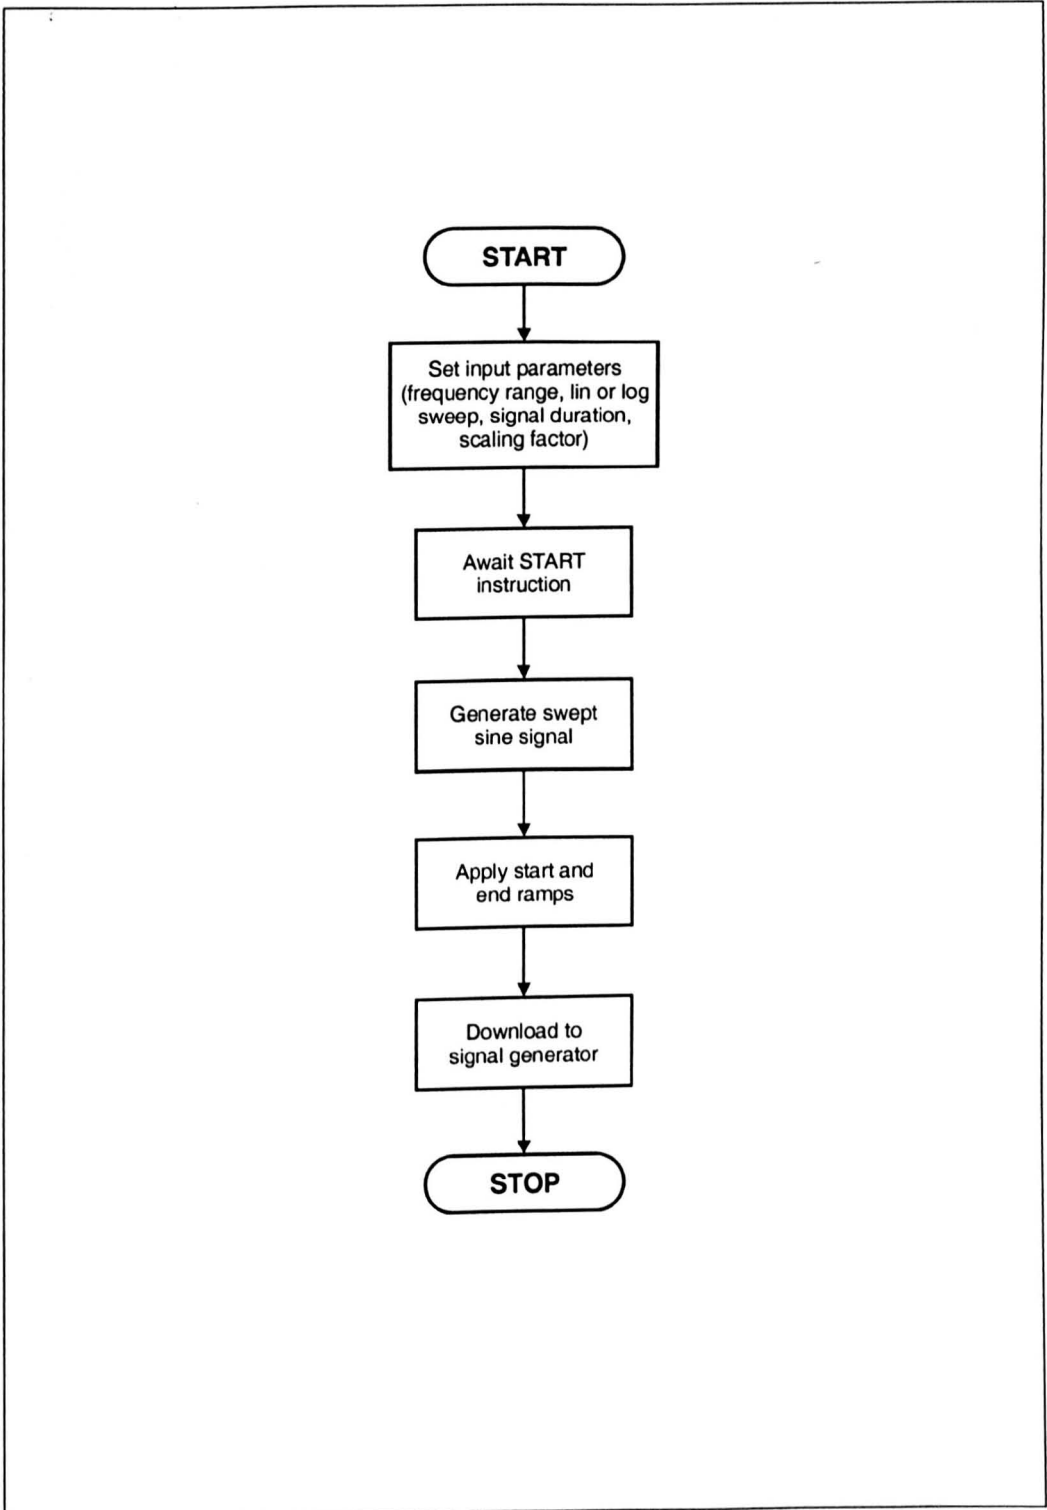 START
Set input parameters
(frequency range, lin or log
sweep, signal duration,
scaling factor)
Await START
instruction
Generate swept
sine signal
Apply start and
end ramps
Download to
signal generator
STOP